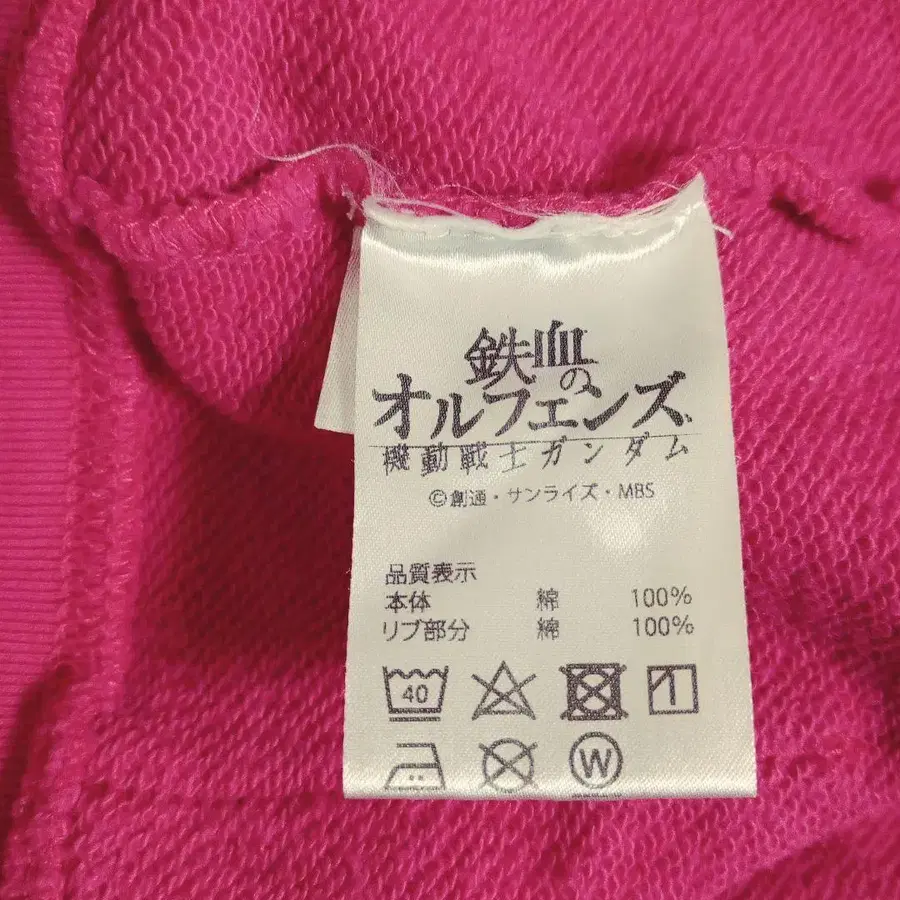 鉄血の
オルフェンズ
機動戦士ガンダム
©創通・サンライズ・MBS
品質表示
本体 綿 100%
リブ部分 綿 100%
40
W